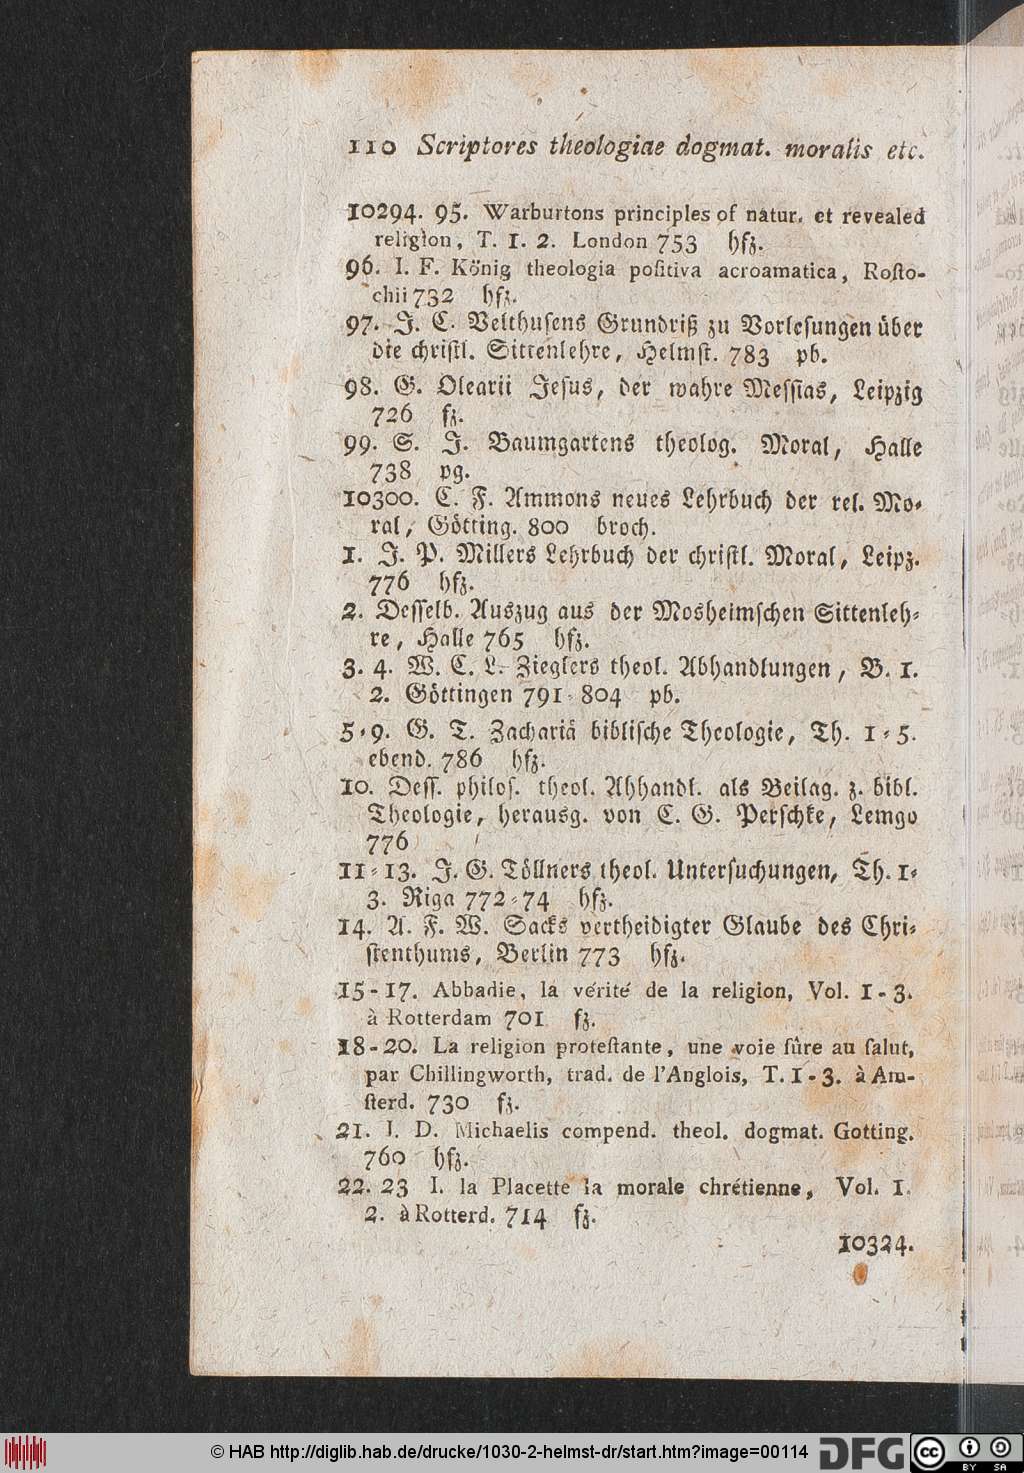 110 Scriptores theologiae dogmat. moralis etc.
10294. 95. Warburtons principles of natur. et revealed
religion, T. 1. 2. London 753 hfz.
96. I. F. König theologia poſitiva acroamatica, Roſto-
chii 732 hfz.
97. J. C. Velthuſens Grundriß zu Vorleſungen über
die chriſtl. Sittenlehre, Helmſt. 783 pb.
98. G. Olearii Jeſus, der wahre Meſſias, Leipzig
726 fz.
99. S. J. Baumgartens theolog. Moral, Halle
738 pg.
10300. C. F. Ammons neues Lehrbuch der rel. Mo-
ral, Götting. 800 broch.
1. J. P. Millers Lehrbuch der chriſtl. Moral, Leipz.
776 hfz.
2. Deſſelb. Auszug aus der Mosheimſchen Sittenleh-
re, Halle 765 hfz.
3. 4. W. C. L. Zieglers theol. Abhandlungen, B. 1.
2. Göttingen 791-804 pb.
5-9. G. T. Zachariä bibliſche Theologie, Th. 1-5.
ebend. 786 hfz.
10. Deſſ. philoſ. theol. Ahhandl. als Beilag. z. bibl.
Theologie, herausg. von C. G. Perſchke, Lemgo
776
11-13. J. G. Töllners theol. Unterſuchungen, Th. 1-
3. Riga 772-74 hfz.
14. A. F. W. Sacks vertheidigter Glaube des Chri-
ſtenthums, Berlin 773 hfz.
15-17. Abbadie, la vérité de la religion, Vol. 1-3.
à Rotterdam 701 fz.
18-20. La religion proteſtante, une voie ſûre au ſalut,
par Chillingworth, trad. de l'Anglois, T. 1-3. à Am-
ſterd. 730 fz.
21. J. D. Michaelis compend. theol. dogmat. Gotting.
760 hfz.
22. 23 I. la Placette la morale chrétienne, Vol. 1.
2. à Rotterd. 714 fz.
10324.
© HAB http://diglib.hab.de/drucke/1030-2-helmst-dr/start.htm?image=00114
DFG
cc BY SA